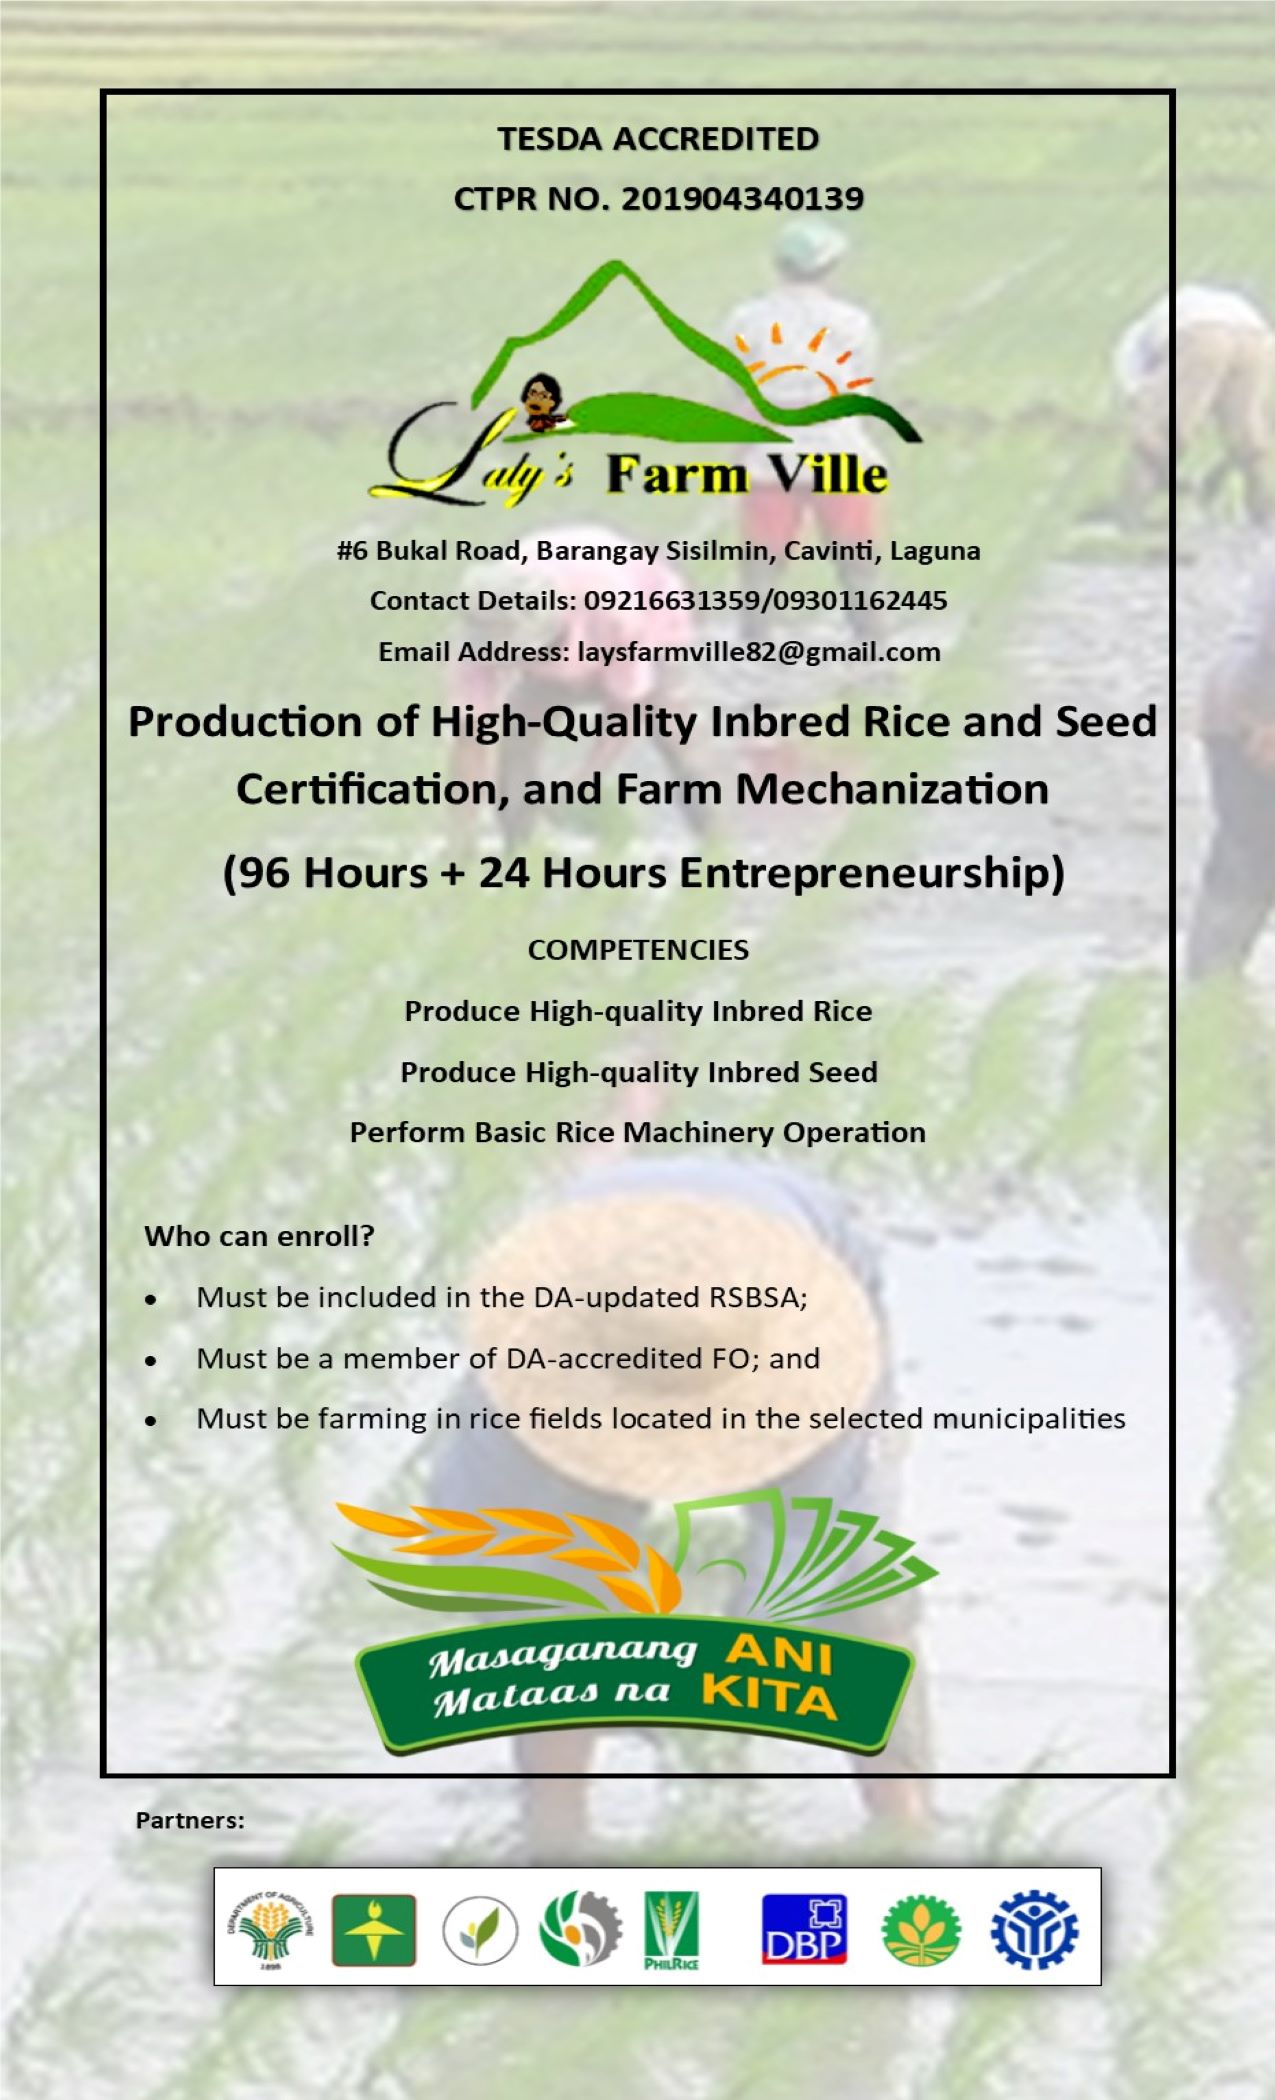 TESDA ACCREDITED
CTPR NO. 201904340139
Laly's Farm Ville
#6 Bukal Road, Barangay Sisilmin, Cavinti, Laguna
Contact Details: 09216631359/09301162445
Email Address: laysfarmville82@gmail.com
Production of High-Quality Inbred Rice and Seed
Certification, and Farm Mechanization
(96 Hours + 24 Hours Entrepreneurship)
COMPETENCIES
Produce High-quality Inbred Rice
Produce High-quality Inbred Seed
Perform Basic Rice Machinery Operation
Who can enroll?
• Must be included in the DA-updated RSBSA;
• Must be a member of DA-accredited FO; and
• Must be farming in rice fields located in the selected municipalities
Masaganang ANI
Mataas na KITA
Partners:
DEPARTMENT OF AGRICULTURE
1898
PHILRICE
DBP